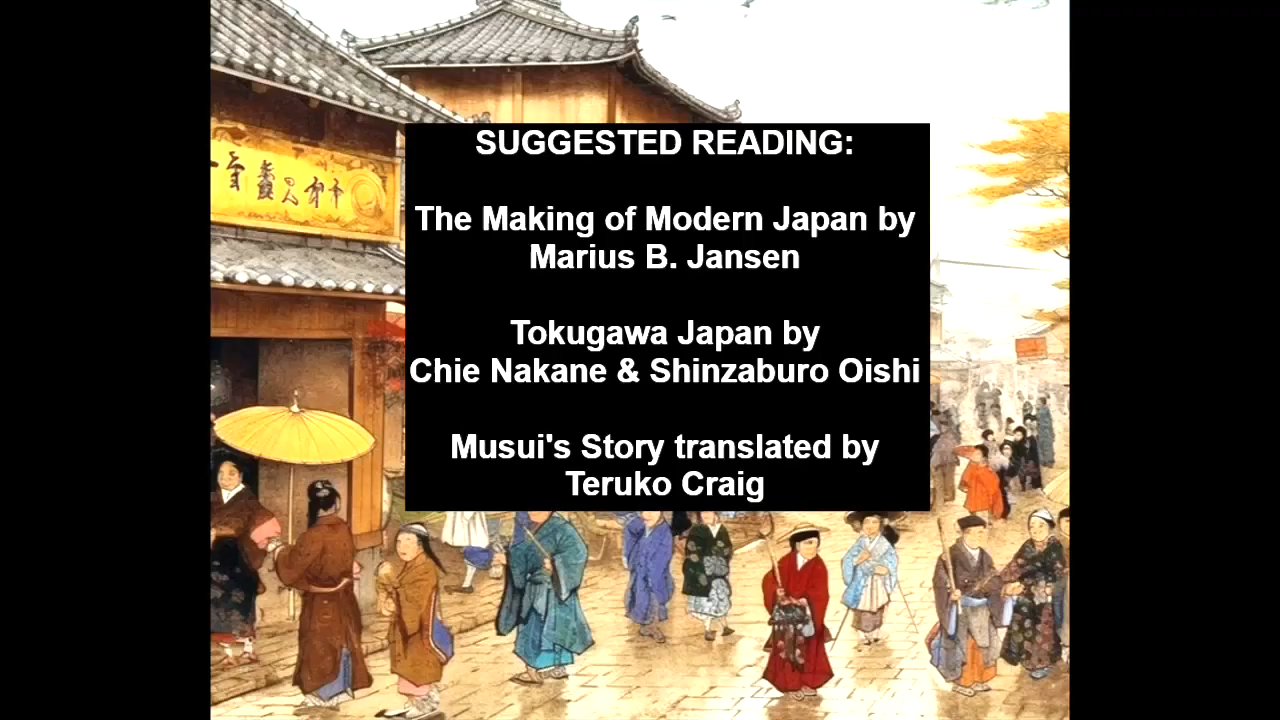 SUGGESTED READING:
The Making of Modern Japan by
Marius B. Jansen
Tokugawa Japan by
Chie Nakane & Shinzaburo Oishi
Musui's Story translated by
Teruko Craig